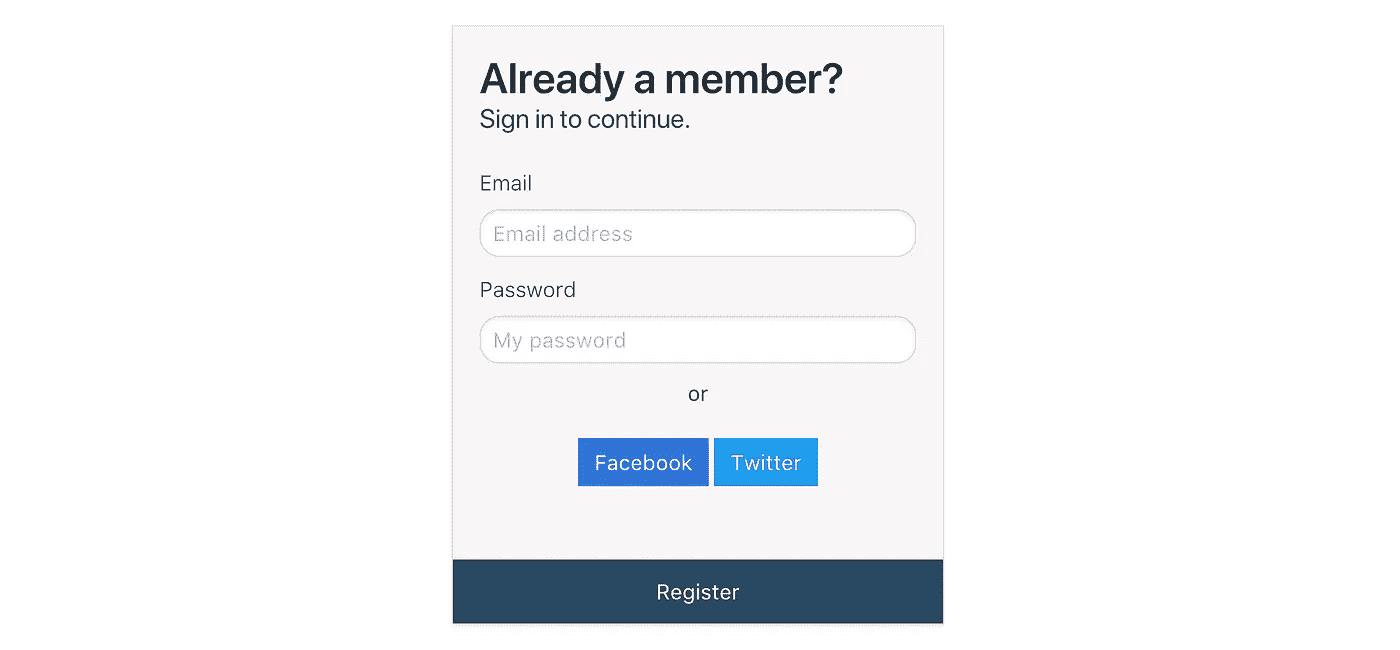 Already a member?
Sign in to continue.
Email
Email address
Password
My password
or
Facebook Twitter
Register